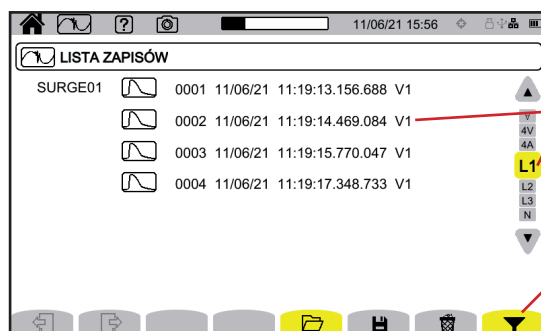 ? 11/06/21 15:56
LISTA ZAPISÓW
SURGE01 0001 11/06/21 11:19:13.156.688 V1
0002 11/06/21 11:19:14.469.084 V1
0003 11/06/21 11:19:15.770.047 V1
0004 11/06/21 11:19:17.348.733 V1
4V
4A
L1
L2
L3
N